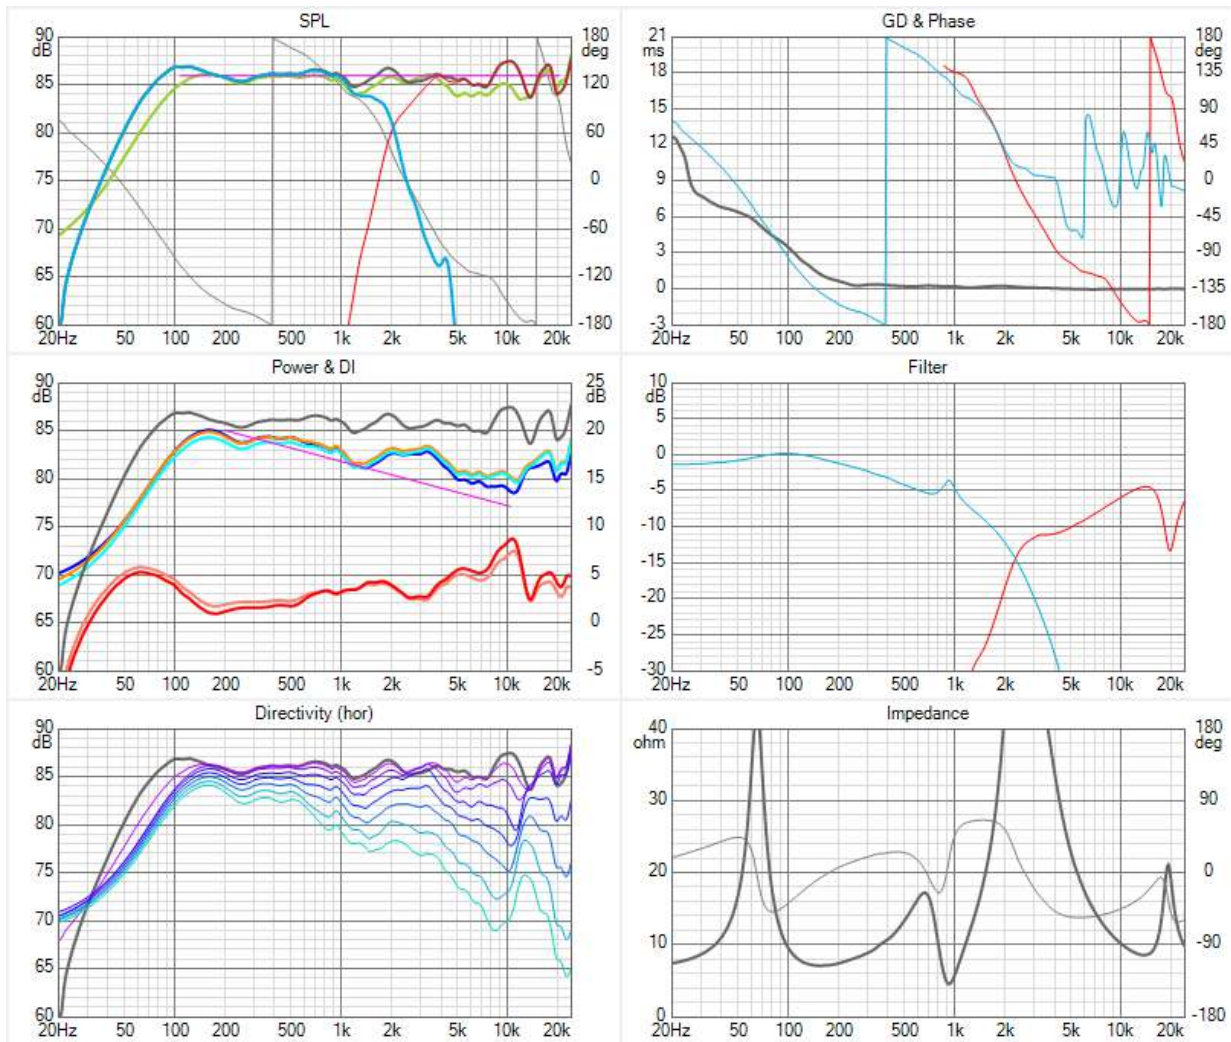 SPL
90 180
dB deg
85 120
80 60
75 0
70 -60
65 -120
60 -180
20Hz 50 100 200 500 1k 2k 5k 10k 20k
GD & Phase
21 180
ms deg
18 135
15 90
12 45
9 0
6 -45
3 -90
0 -135
-3 -180
20Hz 50 100 200 500 1k 2k 5k 10k 20k
Power & DI
90 25
dB dB
85 20
80 15
75 10
70 5
65 0
60 -5
20Hz 50 100 200 500 1k 2k 5k 10k 20k
Filter
10
dB
5
0
-5
-10
-15
-20
-25
-30
20Hz 50 100 200 500 1k 2k 5k 10k 20k
Directivity (hor)
90
dB
85
80
75
70
65
60
20Hz 50 100 200 500 1k 2k 5k 10k 20k
Impedance
40 180
ohm deg
30 90
20 0
10 -90
0 -180
20Hz 50 100 200 500 1k 2k 5k 10k 20k